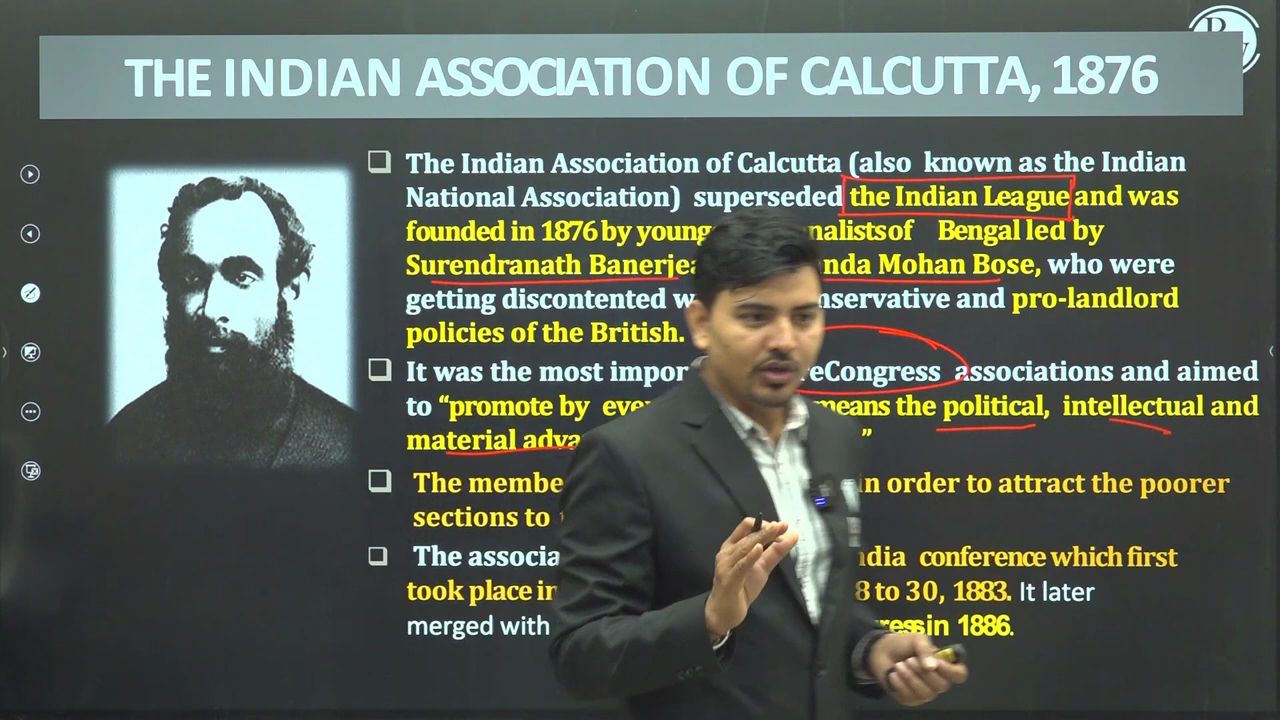 THE INDIAN ASSOCIATION OF CALCUTTA, 1876
The Indian Association of Calcutta (also known as the Indian
National Association) superseded the Indian League and was
founded in 1876 by young nalists of Bengal led by
Surendranath Banerje nda Mohan Bose, who were
getting discontented w nservative and pro-landlord
policies of the British.
It was the most impor eCongress associations and aimed
to “promote by eve means the political, intellectual and
material adva ”
The membe in order to attract the poorer
sections to
The associa ndia conference which first
took place in 8 to 30, 1883. It later
merged with ress in 1886.